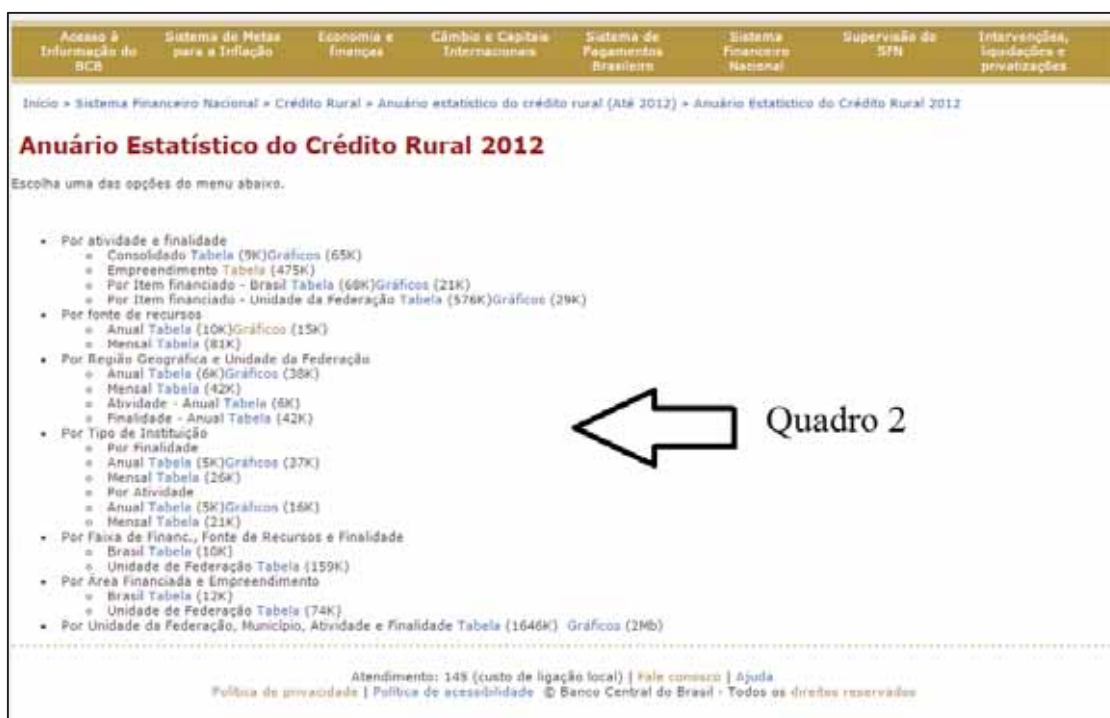 Acesso à Informação do BCB
Sistema de Metas para a Inflação
Economia e finanças
Câmbio e Capitais Internacionais
Sistema de Pagamentos Brasileiro
Sistema Financeiro Nacional
Supervisão do SFN
Intervenções, liquidações e privatizações
Início » Sistema Financeiro Nacional » Crédito Rural » Anuário estatístico do crédito rural (Até 2012) » Anuário Estatístico do Crédito Rural 2012
Anuário Estatístico do Crédito Rural 2012
Escolha uma das opções do menu abaixo.
Por atividade e finalidade
Consolidado Tabela (9K)Gráficos (65K)
Empreendimento Tabela (475K)
Por Item financiado - Brasil Tabela (68K)Gráficos (21K)
Por Item financiado - Unidade da Federação Tabela (576K)Gráficos (29K)
Por fonte de recursos
Anual Tabela (10K)Gráficos (15K)
Mensal Tabela (81K)
Por Região Geográfica e Unidade da Federação
Anual Tabela (6K)Gráficos (38K)
Mensal Tabela (42K)
Atividade - Anual Tabela (6K)
Finalidade - Anual Tabela (42K)
Por Tipo de Instituição
Por Finalidade
Anual Tabela (5K)Gráficos (37K)
Mensal Tabela (26K)
Por Atividade
Anual Tabela (5K)Gráficos (16K)
Mensal Tabela (21K)
Por Faixa de Financ., Fonte de Recursos e Finalidade
Brasil Tabela (10K)
Unidade de Federação Tabela (159K)
Por Área Financiada e Empreendimento
Brasil Tabela (12K)
Unidade de Federação Tabela (74K)
Por Unidade da Federação, Município, Atividade e Finalidade Tabela (1646K) Gráficos (2Mb)
Quadro 2
Atendimento: 145 (custo de ligação local) | Fale conosco | Ajuda
Política de privacidade | Política de acessibilidade © Banco Central do Brasil - Todos os direitos reservados